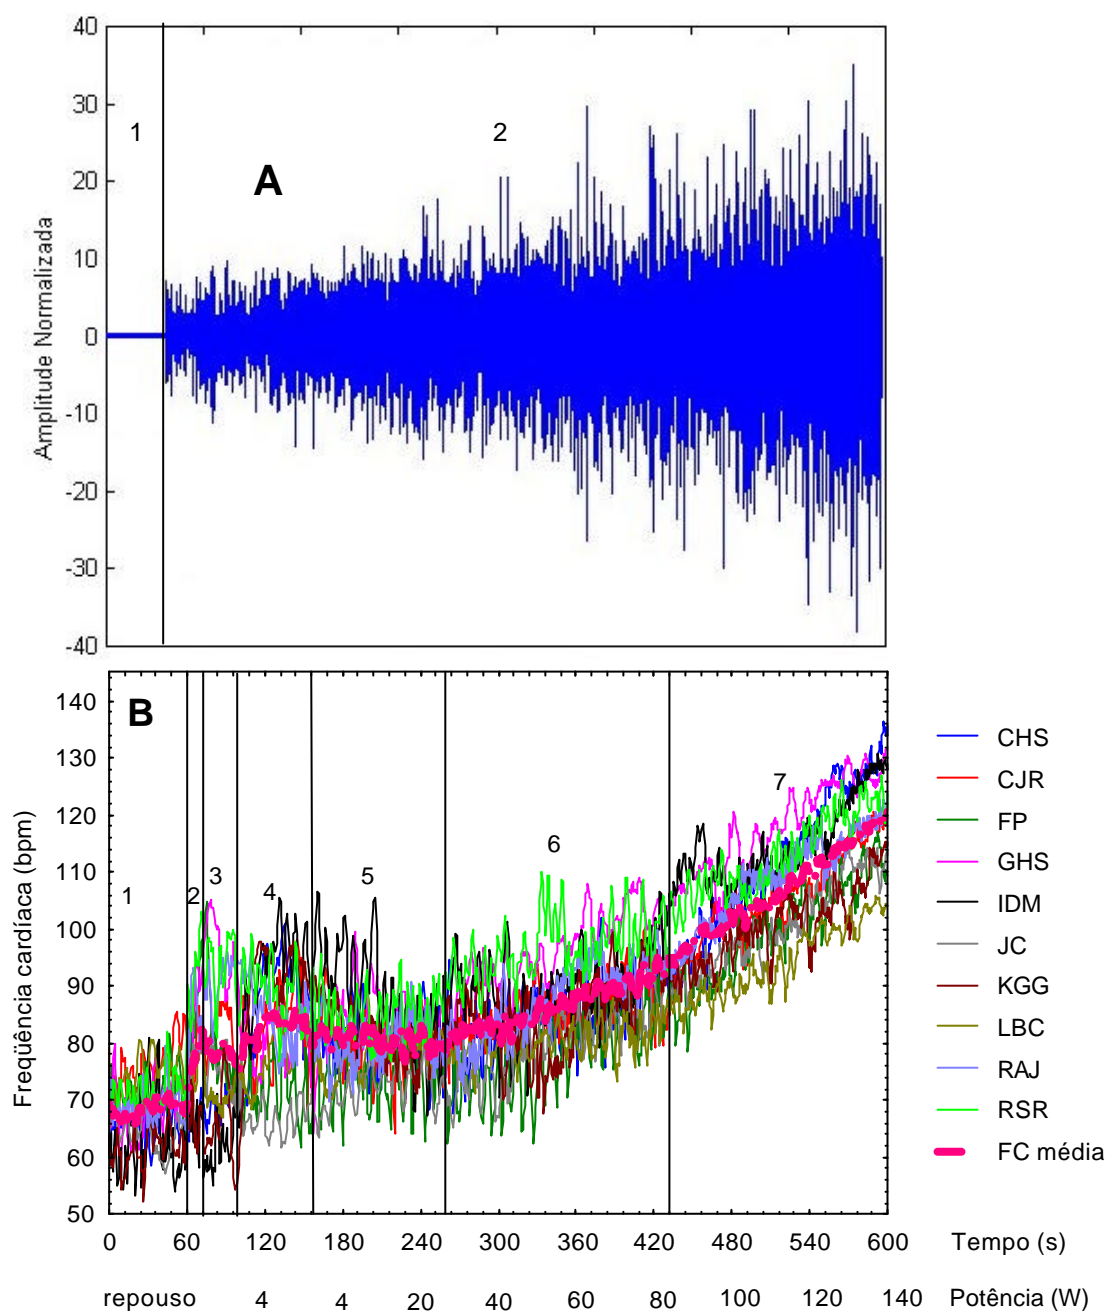 40
30
1
2
A
20
10
0
-10
-20
-30
-40
Amplitude Normalizada
B
140
130
120
110
100
90
80
70
60
50
Freqüência cardíaca (bpm)
1
2
3
4
5
6
7
CHS
CJR
FP
GHS
IDM
JC
KGG
LBC
RAJ
RSR
FC média
0 60 120 180 240 300 360 420 480 540 600 Tempo (s)
repouso 4 4 20 40 60 80 100 120 140 Potência (W)